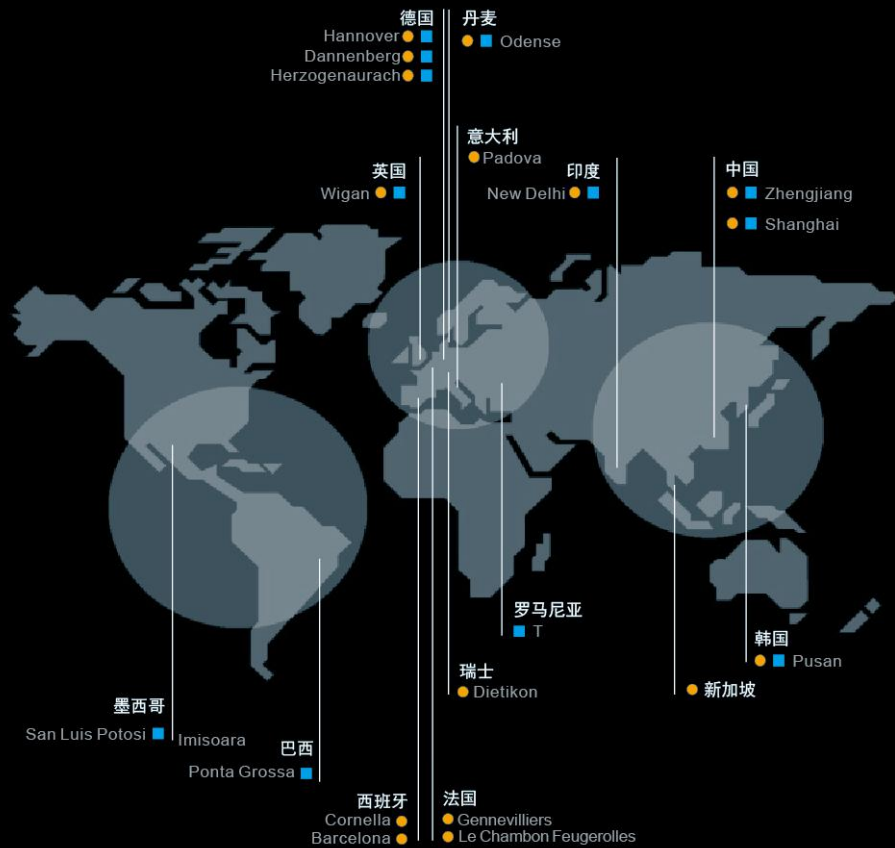 德国
Hannover
Dannenberg
Herzogenaurach
丹麦
Odense
意大利
Padova
英国
Wigan
印度
New Delhi
中国
Zhengjiang
Shanghai
罗马尼亚
T
韩国
Pusan
瑞士
Dietikon
新加坡
墨西哥
San Luis Potosi
Imisoara
巴西
Ponta Grossa
西班牙
Cornella
Barcelona
法国
Gennevilliers
Le Chambon Feugerolles